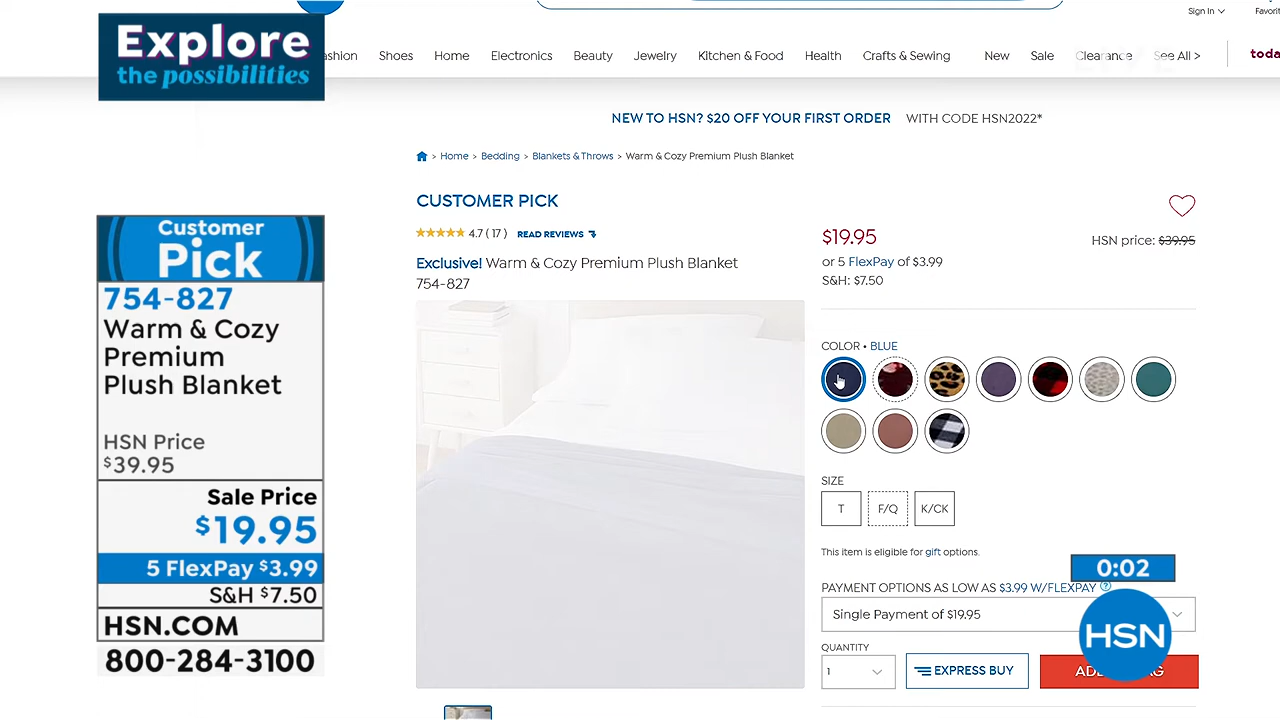 Explore
the possibilities
Sign In
Fashion Shoes Home Electronics Beauty Jewelry Kitchen & Food Health Crafts & Sewing New Sale Clearance See All >
NEW TO HSN? $20 OFF YOUR FIRST ORDER WITH CODE HSN2022*
> Home > Bedding > Blankets & Throws > Warm & Cozy Premium Plush Blanket
CUSTOMER PICK
4.7 ( 17 ) READ REVIEWS
Exclusive! Warm & Cozy Premium Plush Blanket
754-827
$19.95
HSN price: $39.95
or 5 FlexPay of $3.99
S&H: $7.50
COLOR • BLUE
SIZE
T F/Q K/CK
This item is eligible for gift options.
PAYMENT OPTIONS AS LOW AS $3.99 W/FLEXPAY ?
Single Payment of $19.95
QUANTITY
1
EXPRESS BUY
0:02
HSN
Customer
Pick
754-827
Warm & Cozy
Premium
Plush Blanket
HSN Price
$39.95
Sale Price
$19.95
5 FlexPay $3.99
S&H $7.50
HSN.COM
800-284-3100